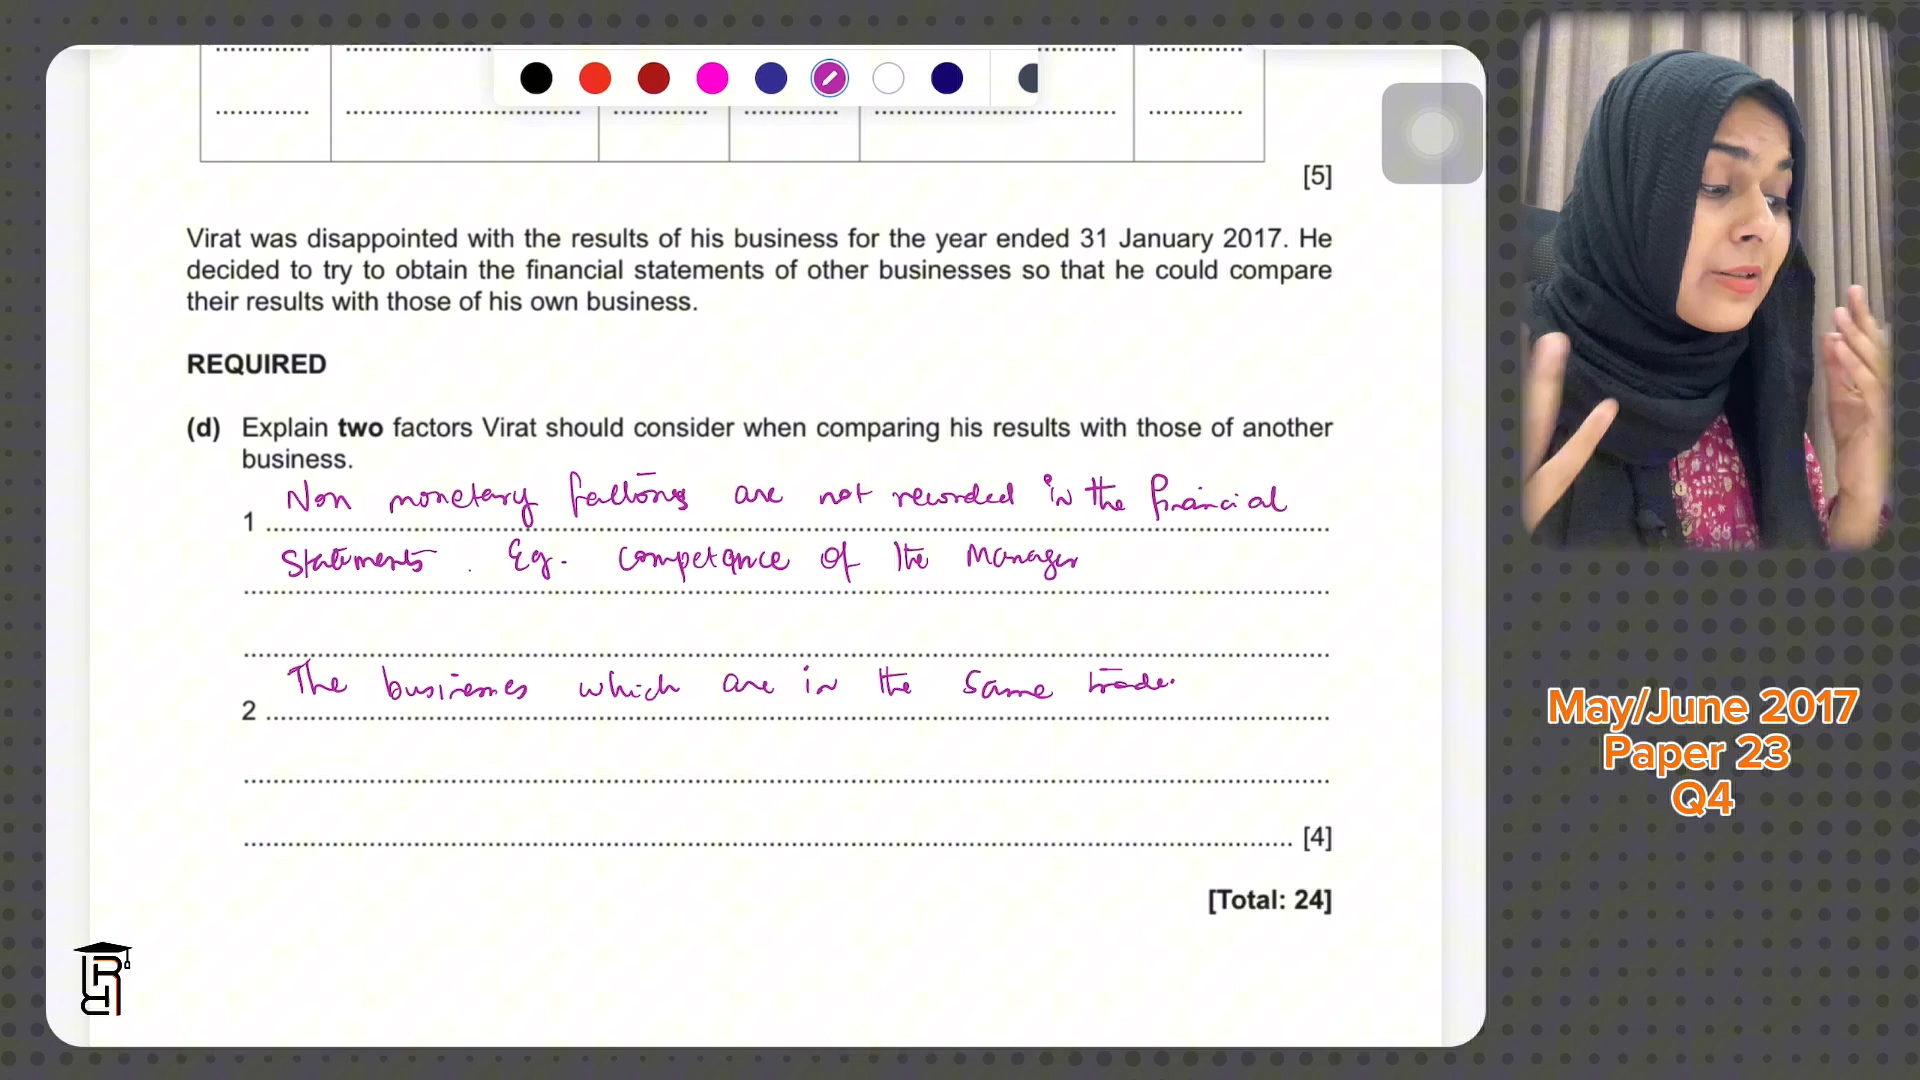 [5]
Virat was disappointed with the results of his business for the year ended 31 January 2017. He
decided to try to obtain the financial statements of other businesses so that he could compare
their results with those of his own business.
REQUIRED
(d) Explain two factors Virat should consider when comparing his results with those of another
business.
1 Non monetary factors are not recorded in the financial
statements. Eg. Competance of the Manager
2 The businesses which are in the same trade.
[4]
[Total: 24]
May/June 2017
Paper 23
Q4